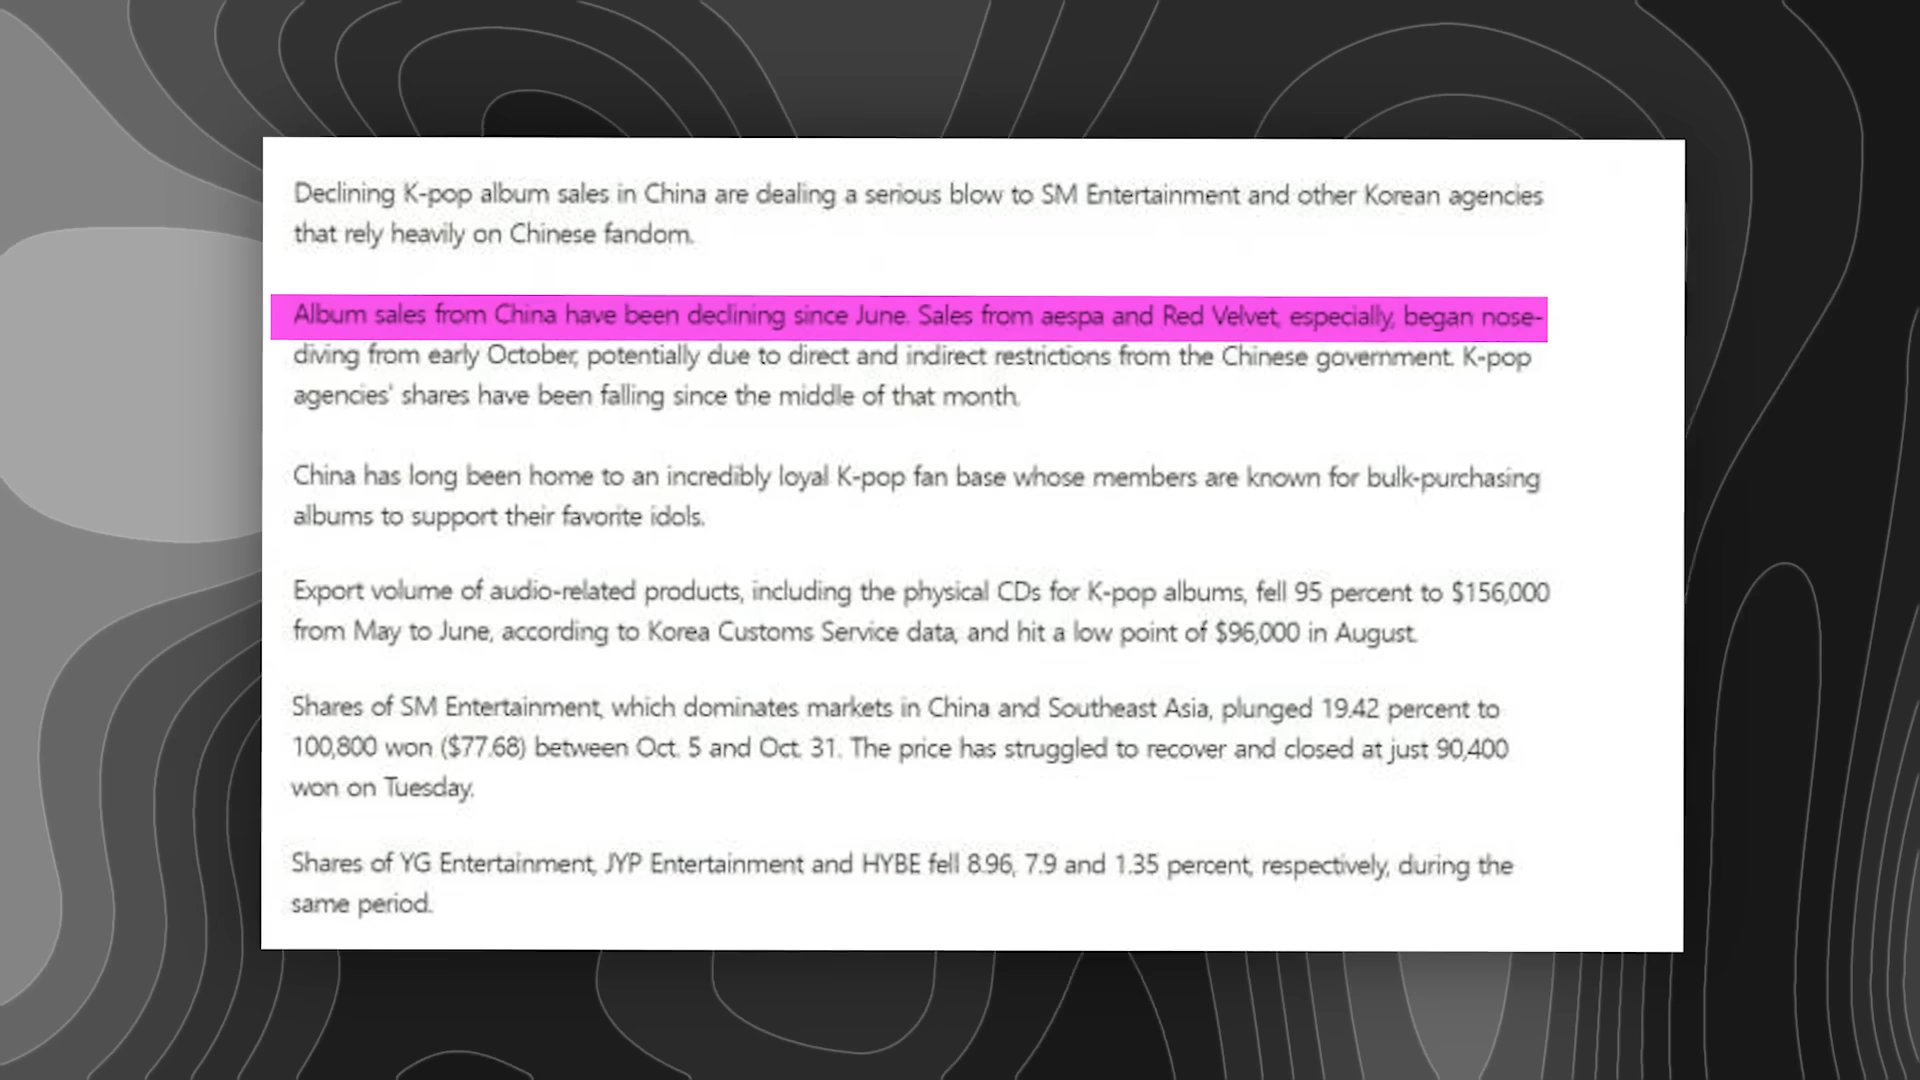 Declining K-pop album sales in China are dealing a serious blow to SM Entertainment and other Korean agencies
that rely heavily on Chinese fandom.
Album sales from China have been declining since June. Sales from aespa and Red Velvet, especially, began nose-
diving from early October, potentially due to direct and indirect restrictions from the Chinese government. K-pop
agencies' shares have been falling since the middle of that month.
China has long been home to an incredibly loyal K-pop fan base whose members are known for bulk-purchasing
albums to support their favorite idols.
Export volume of audio-related products, including the physical CDs for K-pop albums, fell 95 percent to $156,000
from May to June, according to Korea Customs Service data, and hit a low point of $96,000 in August.
Shares of SM Entertainment, which dominates markets in China and Southeast Asia, plunged 19.42 percent to
100,800 won ($77.68) between Oct. 5 and Oct. 31. The price has struggled to recover and closed at just 90,400
won on Tuesday.
Shares of YG Entertainment, JYP Entertainment and HYBE fell 8.96, 7.9 and 1.35 percent, respectively, during the
same period.